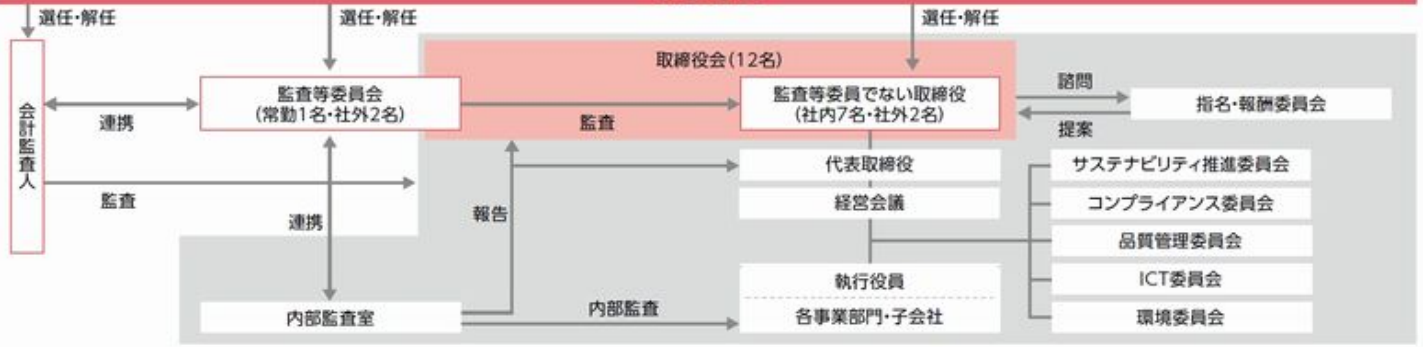 選任・解任
選任・解任
選任・解任
会計監査人
連携
監査
監査等委員会
(常勤1名・社外2名)
取締役会(12名)
監査
監査等委員でない取締役
(社内7名・社外2名)
諮問
提案
指名・報酬委員会
代表取締役
経営会議
サステナビリティ推進委員会
コンプライアンス委員会
品質管理委員会
ICT委員会
環境委員会
連携
報告
執行役員
各事業部門・子会社
内部監査室
内部監査